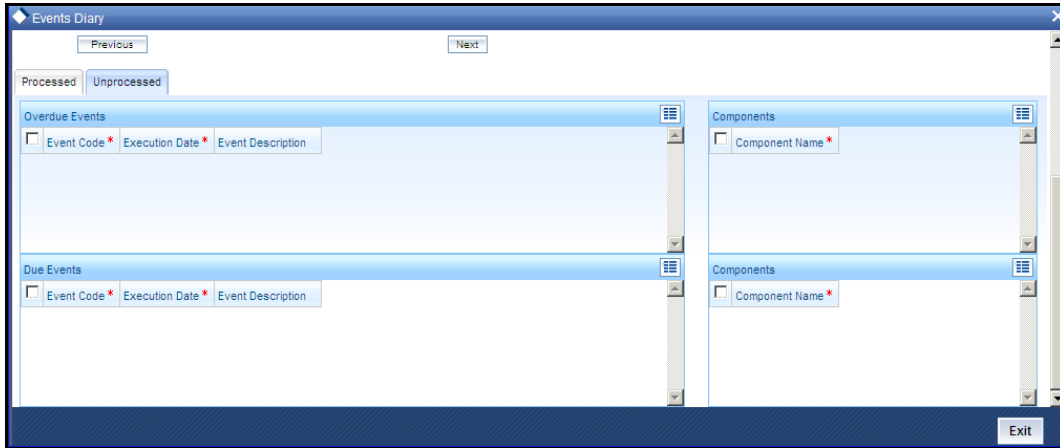 Events Diary
Previous Next
Processed Unprocessed
Overdue Events
Event Code * Execution Date * Event Description
Components
Component Name *
Due Events
Event Code * Execution Date * Event Description
Components
Component Name *
Exit